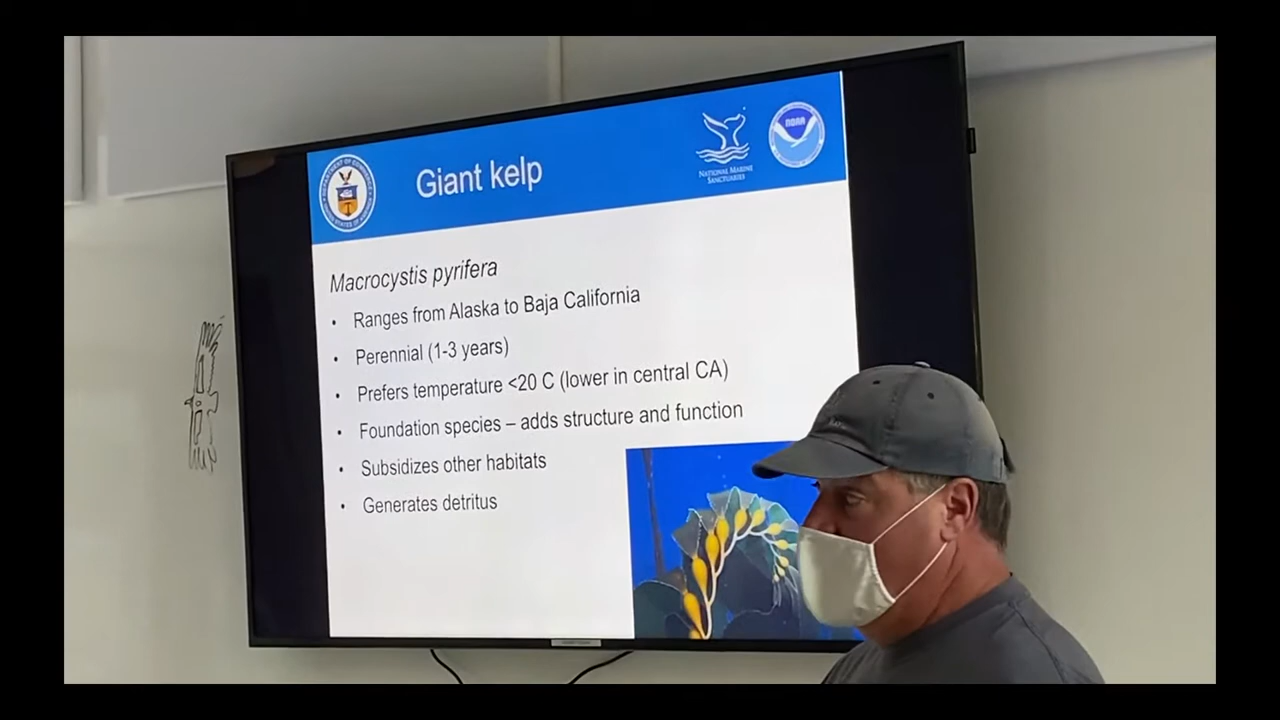 Giant kelp
NATIONAL MARINE
SANCTUARIES
NOAA
Macrocystis pyrifera
• Ranges from Alaska to Baja California
• Perennial (1-3 years)
• Prefers temperature <20 C (lower in central CA)
• Foundation species – adds structure and function
• Subsidizes other habitats
• Generates detritus